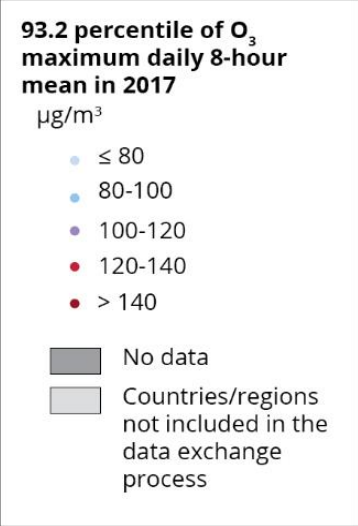 93.2 percentile of O₃
maximum daily 8-hour
mean in 2017
µg/m³
≤ 80
80-100
100-120
120-140
> 140
No data
Countries/regions
not included in the
data exchange
process